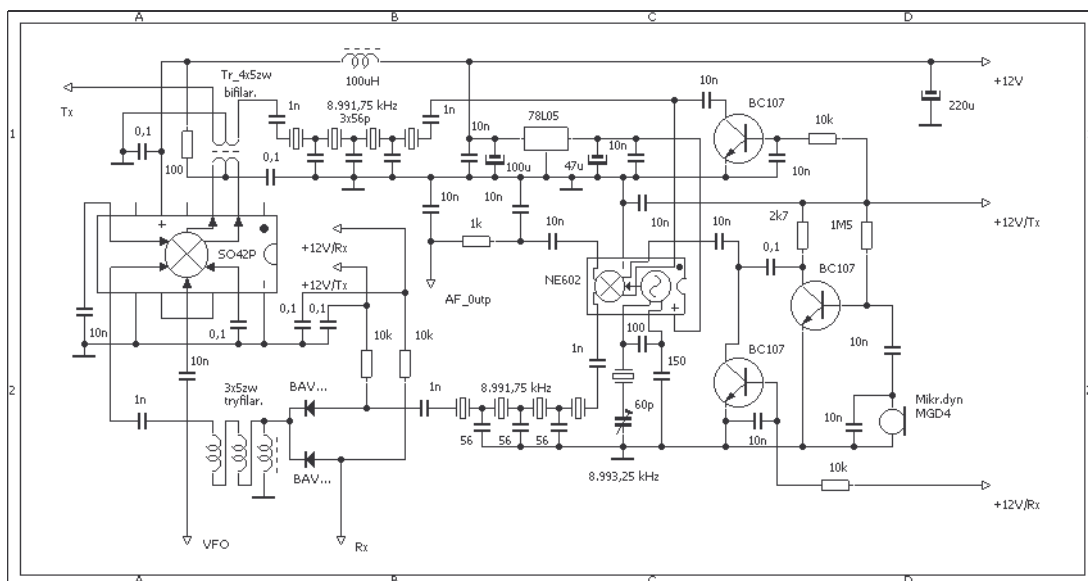 A
B
C
D
1
2
Tx
Tr_4x5zw
bifilar.
100uH
1n
8.991,75 kHz
3x56p
1n
10n
78L05
10n
BC107
10k
+12V
220u
0,1
100
0,1
10n
100u
47u
10n
10n
10n
10n
1k
10n
10n
10n
+12V/Tx
2k7
1M5
SO42P
+12V/Rx
+12V/Tx
AF_Outp
NE602
0,1
BC107
10n
0,1
0,1
0,1
10k
10k
100
150
1n
BC107
10n
10n
3x5zw
tryfilar.
1n
BAV...
1n
8.991,75 kHz
56
56
56
60p
10n
10n
Mikr.dyn
MGD4
BAV...
8.993,25 kHz
10k
+12V/Rx
VFO
Rx
A
B
C
D
2